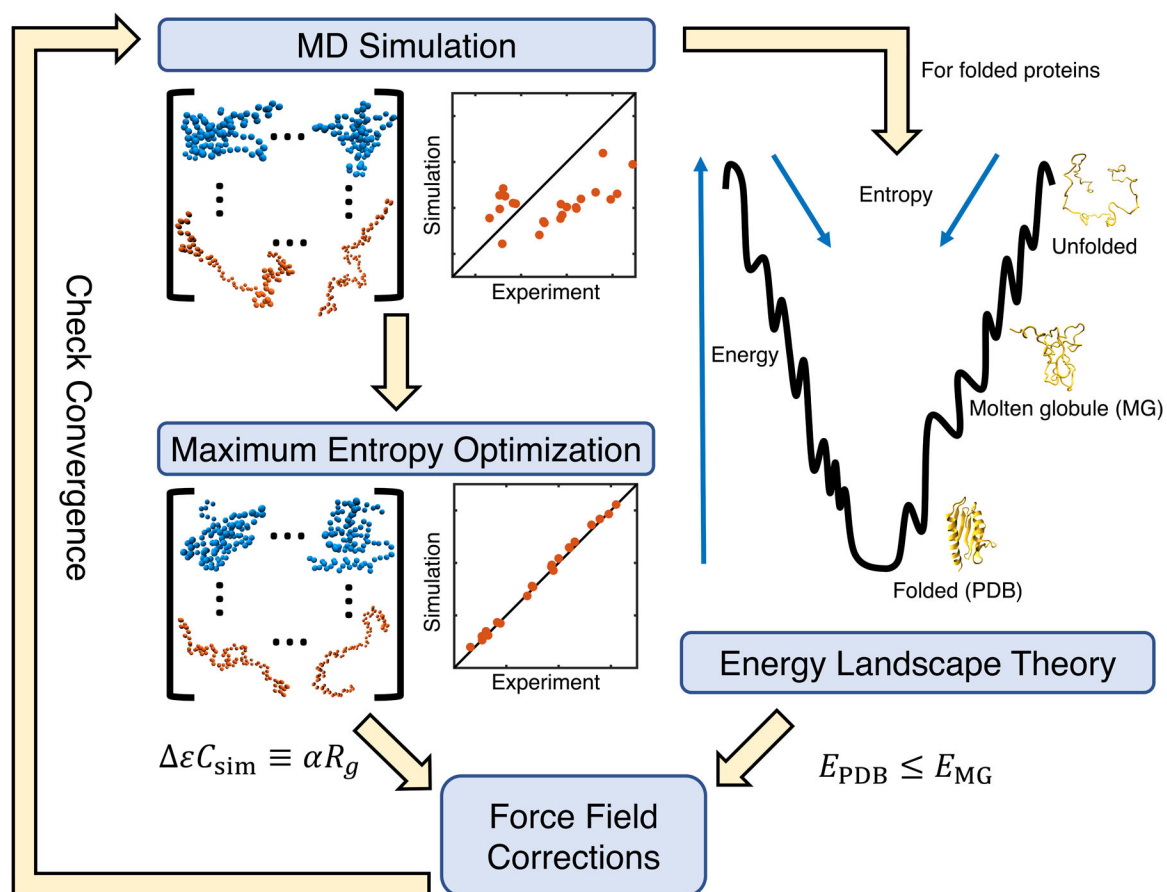 MD Simulation
For folded proteins
Simulation
Experiment
Entropy
Unfolded
Energy
Molten globule (MG)
Folded (PDB)
Check Convergence
Maximum Entropy Optimization
Simulation
Experiment
Energy Landscape Theory
ΔεC_sim ≡ αR_g
E_PDB ≤ E_MG
Force Field
Corrections